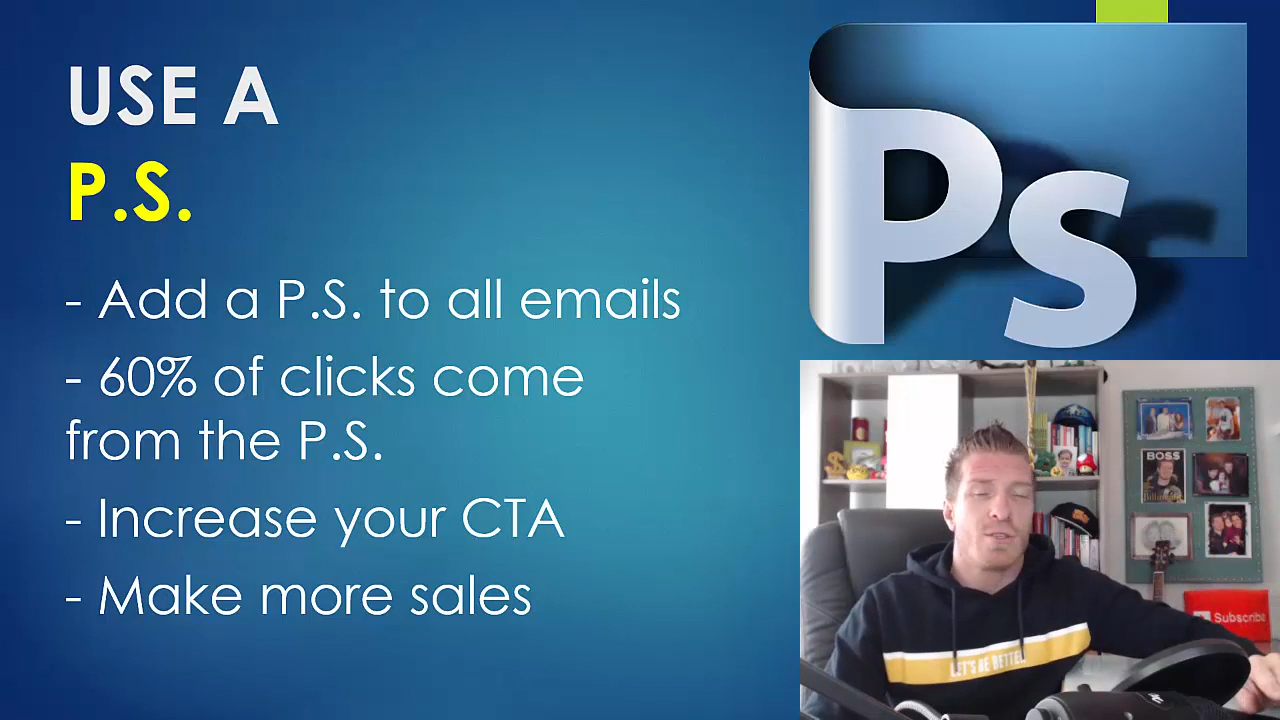 USE A
P.S.
- Add a P.S. to all emails
- 60% of clicks come
from the P.S.
- Increase your CTA
- Make more sales
Ps
BOSS
LET'S BE BETTER
Subscribe